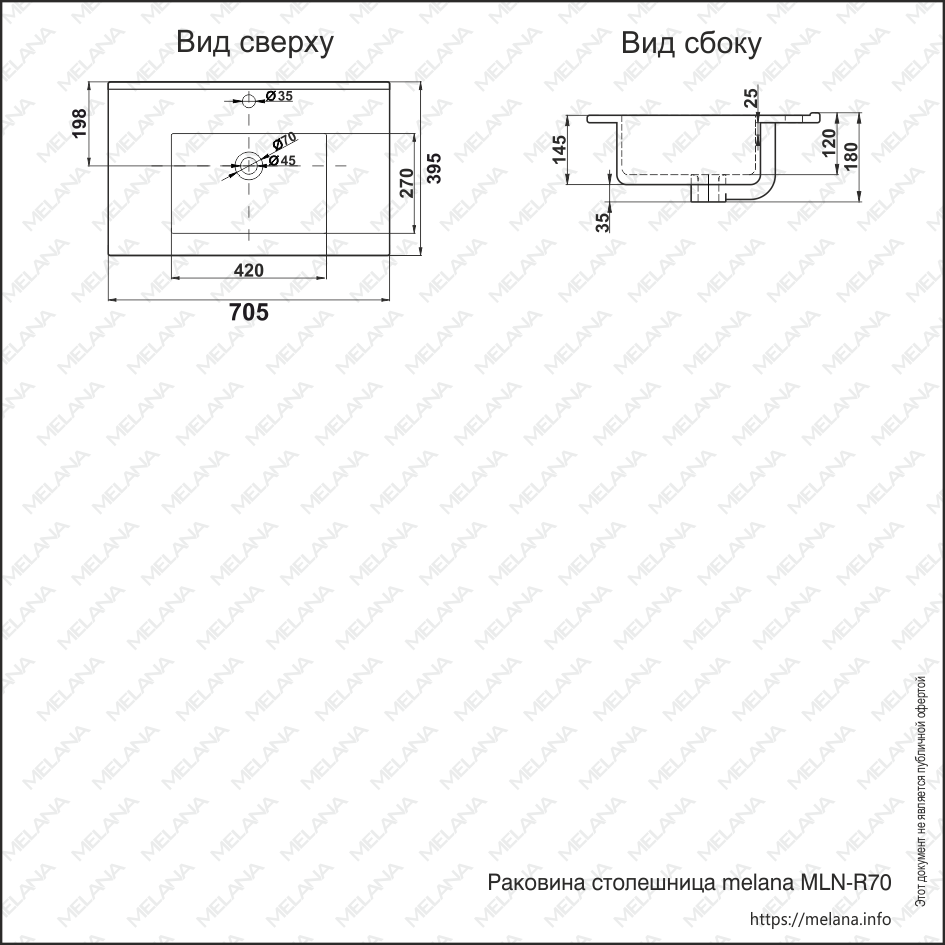 Вид сверху
Вид сбоку
Ø35
198
Ø70
Ø45
270
395
420
705
25
145
120
180
35
Этот документ не является публичной офертой
Раковина столешница melana MLN-R70
https://melana.info
MELANA